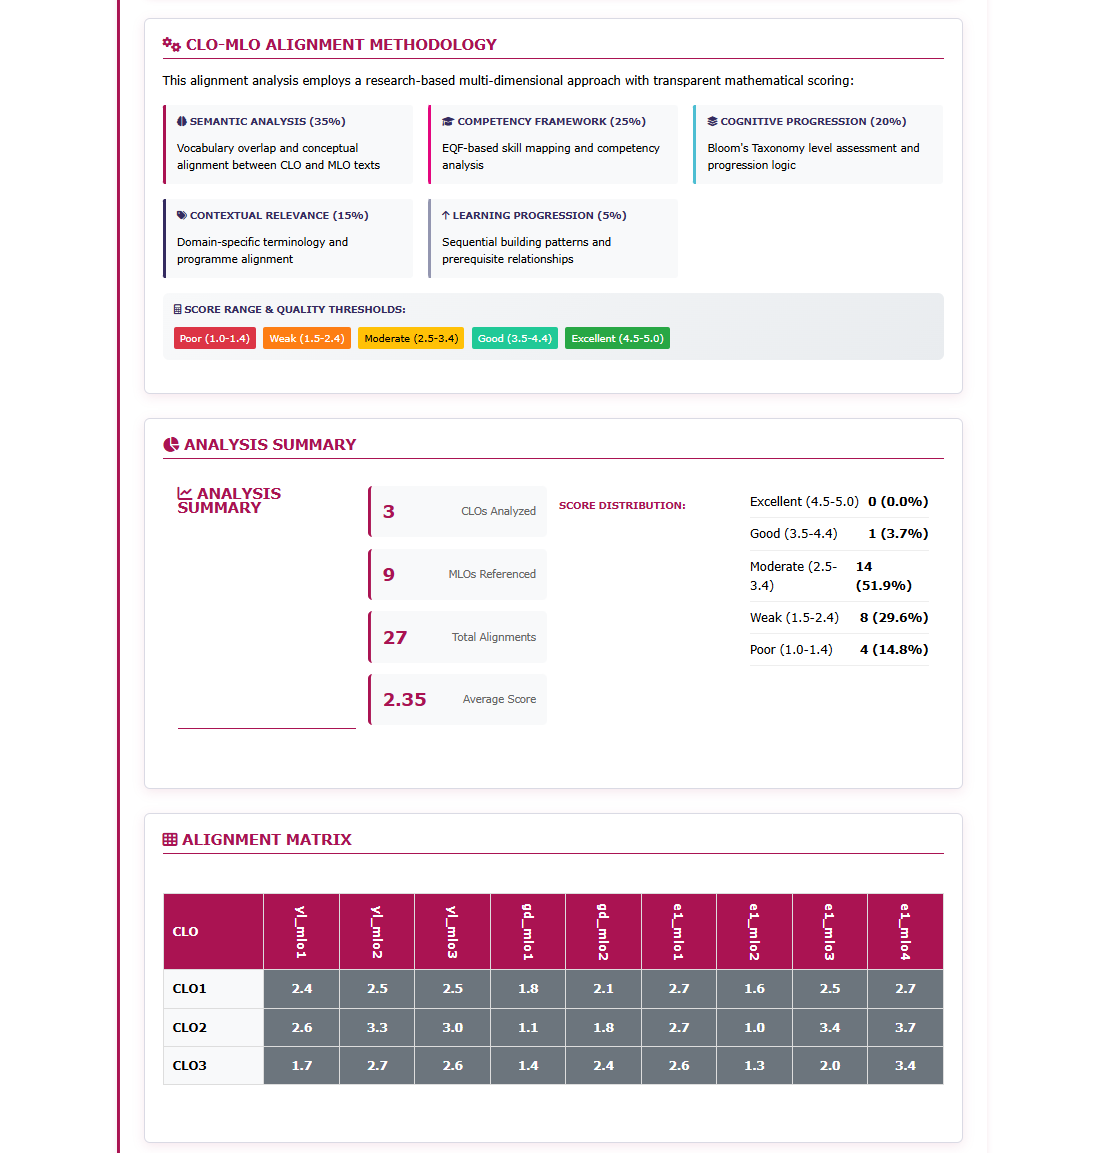 CLO-MLO ALIGNMENT METHODOLOGY
This alignment analysis employs a research-based multi-dimensional approach with transparent mathematical scoring:
SEMANTIC ANALYSIS (35%)
Vocabulary overlap and conceptual
alignment between CLO and MLO texts
COMPETENCY FRAMEWORK (25%)
EQF-based skill mapping and competency
analysis
COGNITIVE PROGRESSION (20%)
Bloom's Taxonomy level assessment and
progression logic
CONTEXTUAL RELEVANCE (15%)
Domain-specific terminology and
programme alignment
LEARNING PROGRESSION (5%)
Sequential building patterns and
prerequisite relationships
SCORE RANGE & QUALITY THRESHOLDS:
Poor (1.0-1.4) Weak (1.5-2.4) Moderate (2.5-3.4) Good (3.5-4.4) Excellent (4.5-5.0)
ANALYSIS SUMMARY
ANALYSIS
SUMMARY
3 CLOs Analyzed
9 MLOs Referenced
27 Total Alignments
2.35 Average Score
SCORE DISTRIBUTION:
Excellent (4.5-5.0) 0 (0.0%)
Good (3.5-4.4) 1 (3.7%)
Moderate (2.5- 14
3.4) (51.9%)
Weak (1.5-2.4) 8 (29.6%)
Poor (1.0-1.4) 4 (14.8%)
ALIGNMENT MATRIX
CLO yl_mlo1 yl_mlo2 yl_mlo3 gd_mlo1 gd_mlo2 e1_mlo1 e1_mlo2 e1_mlo3 e1_mlo4
CLO1 2.4 2.5 2.5 1.8 2.1 2.7 1.6 2.5 2.7
CLO2 2.6 3.3 3.0 1.1 1.8 2.7 1.0 3.4 3.7
CLO3 1.7 2.7 2.6 1.4 2.4 2.6 1.3 2.0 3.4